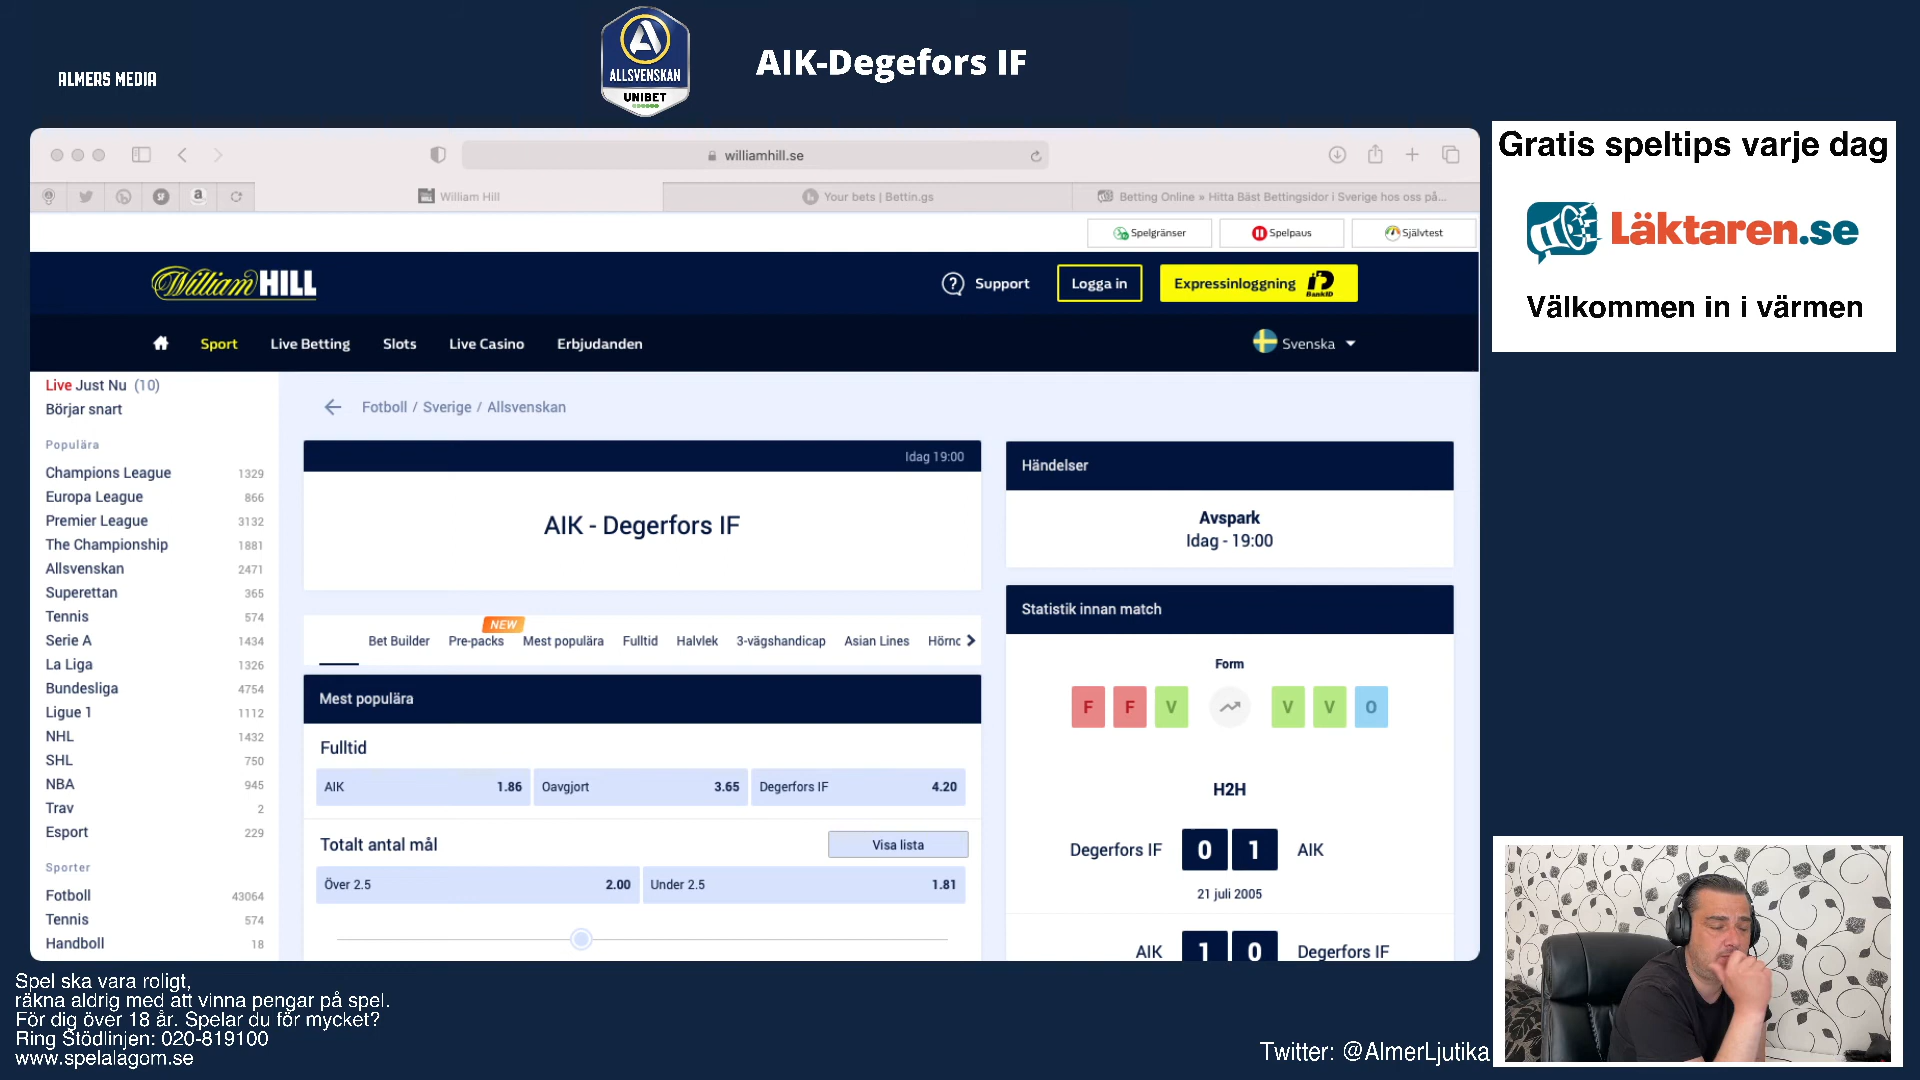 ALMERS MEDIA
ALLSVENSKAN
UNIBET
AIK-Degefors IF
williamhill.se
William Hill
Your bets | Bettin.gs
Betting Online » Hitta Bäst Bettingsidor i Sverige hos oss på...
Spelgränser
Spelpaus
Självtest
William HILL
Support
Logga in
Expressinloggning
BankID
Sport
Live Betting
Slots
Live Casino
Erbjudanden
Svenska
Live Just Nu (10)
Börjar snart
Populära
Champions League 1329
Europa League 866
Premier League 3132
The Championship 1881
Allsvenskan 2471
Superettan 365
Tennis 574
Serie A 1434
La Liga 1326
Bundesliga 4754
Ligue 1 1112
NHL 1432
SHL 750
NBA 945
Trav 2
Esport 229
Sporter
Fotboll 43064
Tennis 574
Handboll 18
Fotboll / Sverige / Allsvenskan
Idag 19:00
AIK - Degerfors IF
NEW
Bet Builder
Pre-packs
Mest populära
Fulltid
Halvlek
3-vägshandicap
Asian Lines
Hörnc
Mest populära
Fulltid
AIK 1.86
Oavgjort 3.65
Degerfors IF 4.20
Totalt antal mål
Visa lista
Över 2.5 2.00
Under 2.5 1.81
Händelser
Avspark
Idag - 19:00
Statistik innan match
Form
F F V V V O
H2H
Degerfors IF 0 1 AIK
21 juli 2005
AIK 1 0 Degerfors IF
Gratis speltips varje dag
Läktaren.se
Välkommen in i värmen
Spel ska vara roligt,
räkna aldrig med att vinna pengar på spel.
För dig över 18 år. Spelar du för mycket?
Ring Stödlinjen: 020-819100
www.spelalagom.se
Twitter: @AlmerLjutika